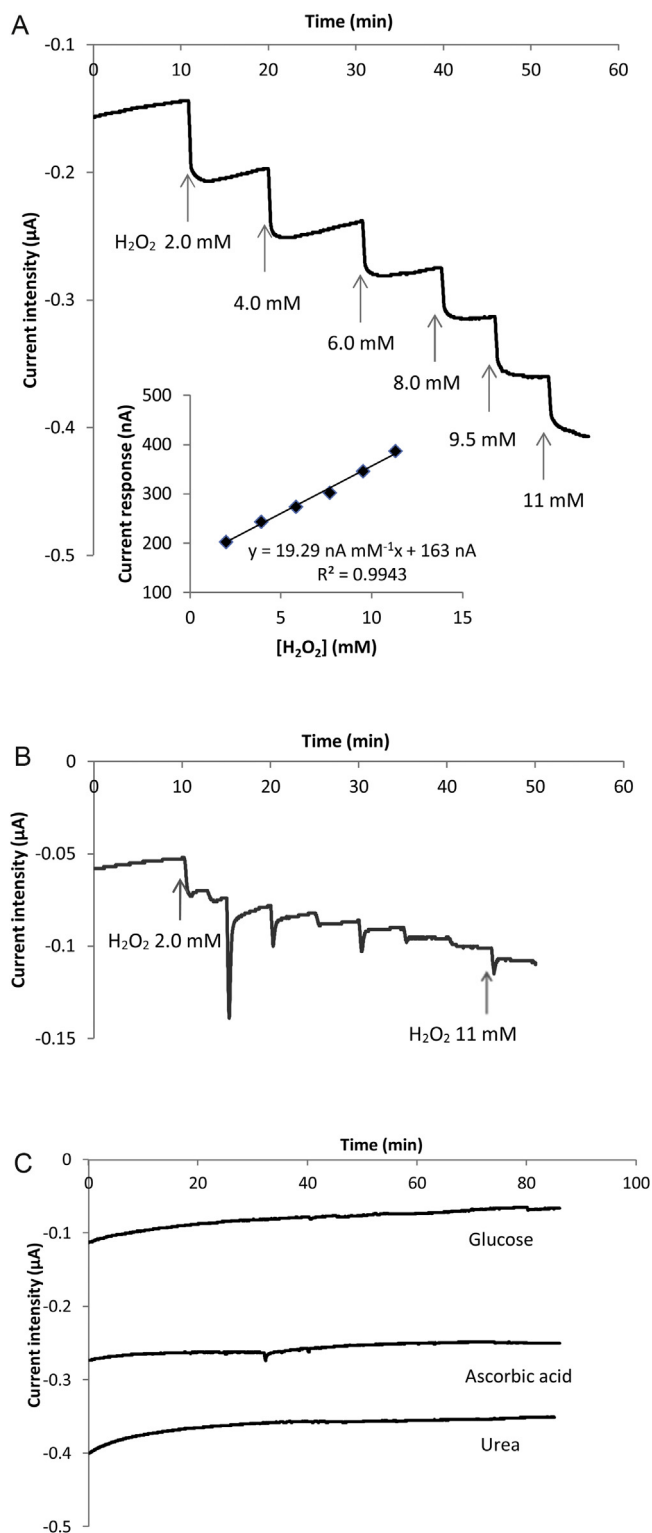 A
Time (min)
-0.1
0 10 20 30 40 50 60
-0.2
H₂O₂ 2.0 mM
4.0 mM
-0.3
6.0 mM
8.0 mM
Current intensity (µA)
9.5 mM
-0.4
11 mM
-0.5
500
400
300
200
100
Current response (nA)
y = 19.29 nA mM⁻¹x + 163 nA
R² = 0.9943
0 5 10 15
[H₂O₂] (mM)
B
Time (min)
0
0 10 20 30 40 50 60
-0.05
Current intensity (µA)
H₂O₂ 2.0 mM
-0.1
H₂O₂ 11 mM
-0.15
C
Time (min)
0
0 20 40 60 80 100
-0.1
Glucose
-0.2
Current intensity (µA)
-0.3
Ascorbic acid
-0.4
Urea
-0.5